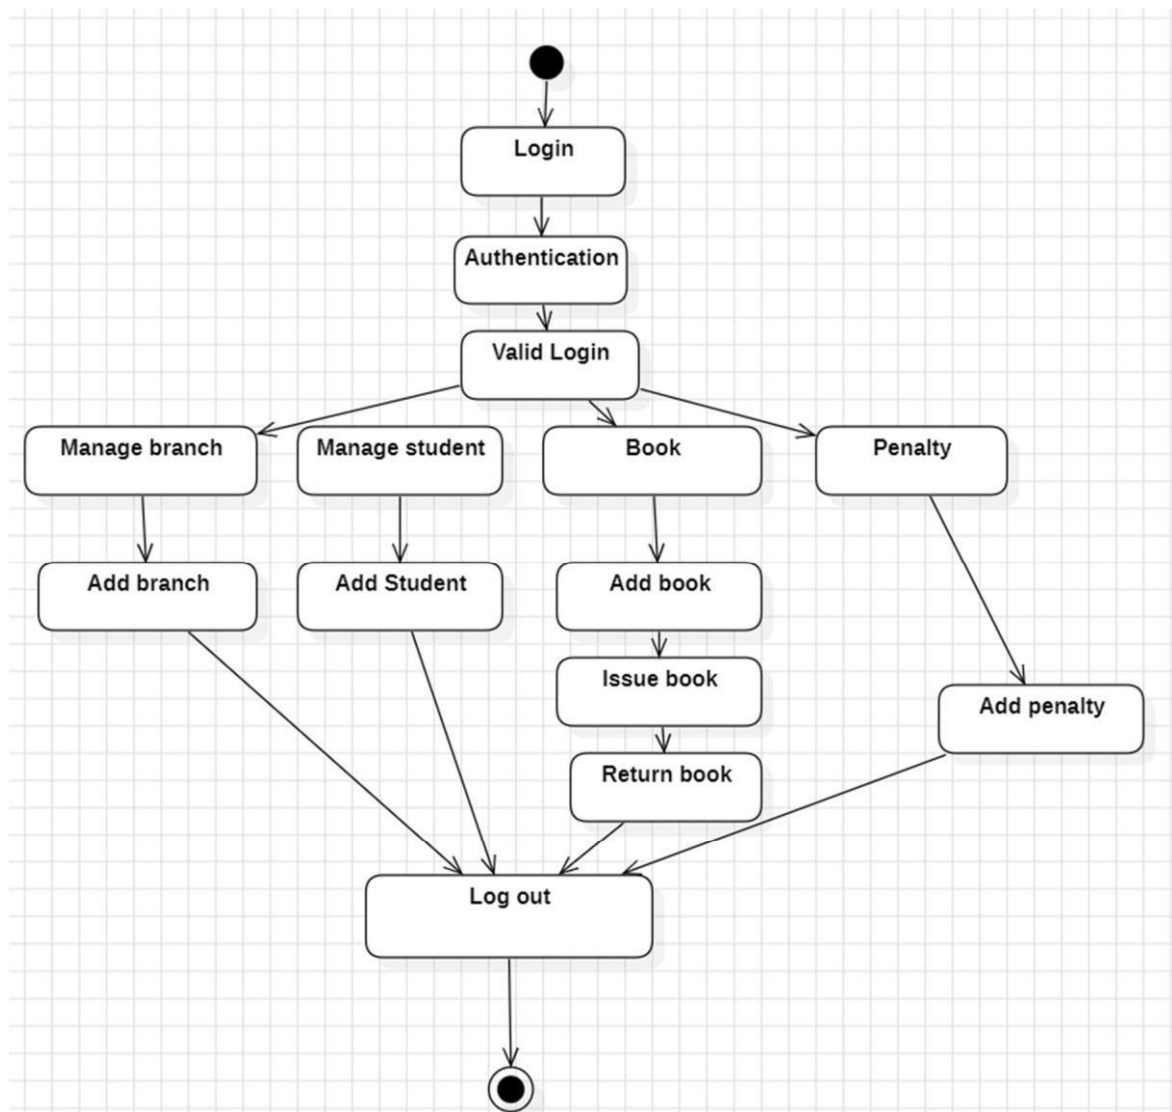 Login
Authentication
Valid Login
Manage branch
Manage student
Book
Penalty
Add branch
Add Student
Add book
Issue book
Add penalty
Return book
Log out